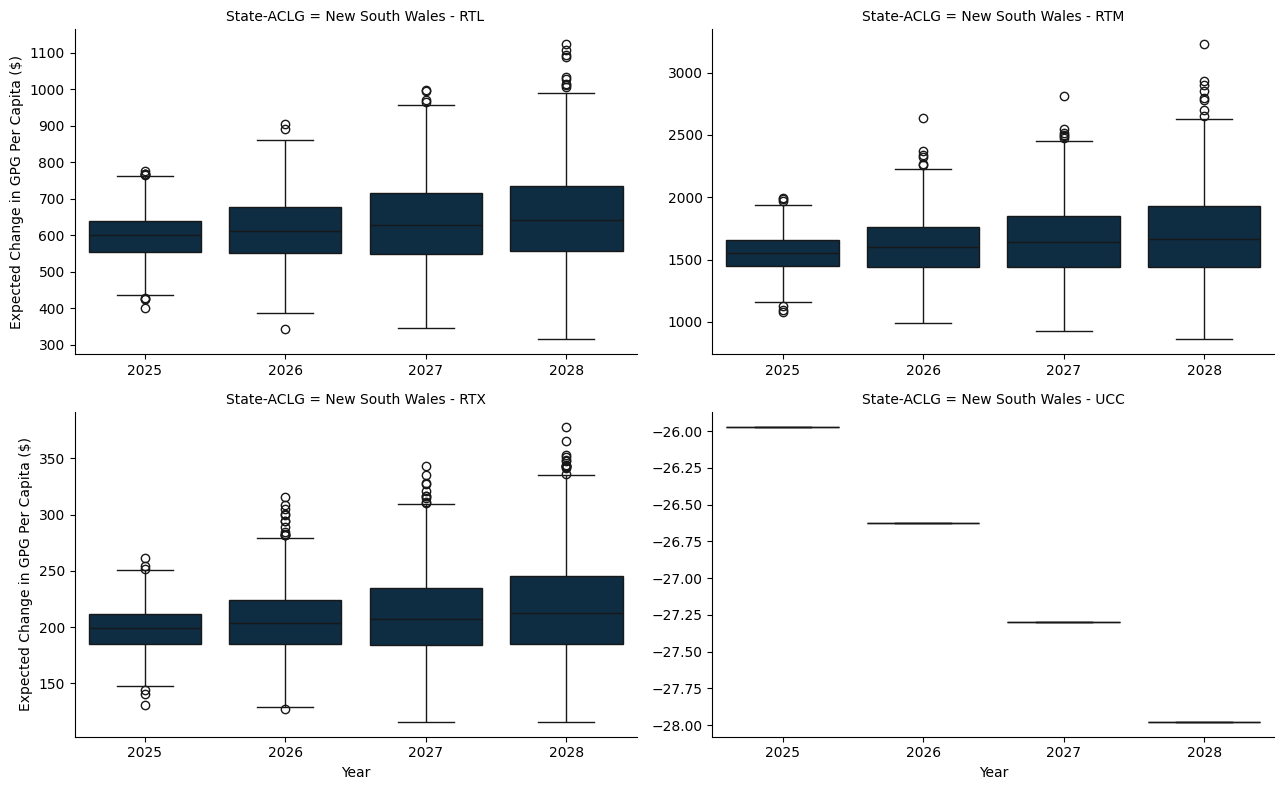 State-ACLG = New South Wales - RTL
Expected Change in GPG Per Capita ($)
1100
1000
900
800
700
600
500
400
300
2025 2026 2027 2028
State-ACLG = New South Wales - RTM
3000
2500
2000
1500
1000
2025 2026 2027 2028
State-ACLG = New South Wales - RTX
Expected Change in GPG Per Capita ($)
350
300
250
200
150
2025 2026 2027 2028
Year
State-ACLG = New South Wales - UCC
−26.00
−26.25
−26.50
−26.75
−27.00
−27.25
−27.50
−27.75
−28.00
2025 2026 2027 2028
Year